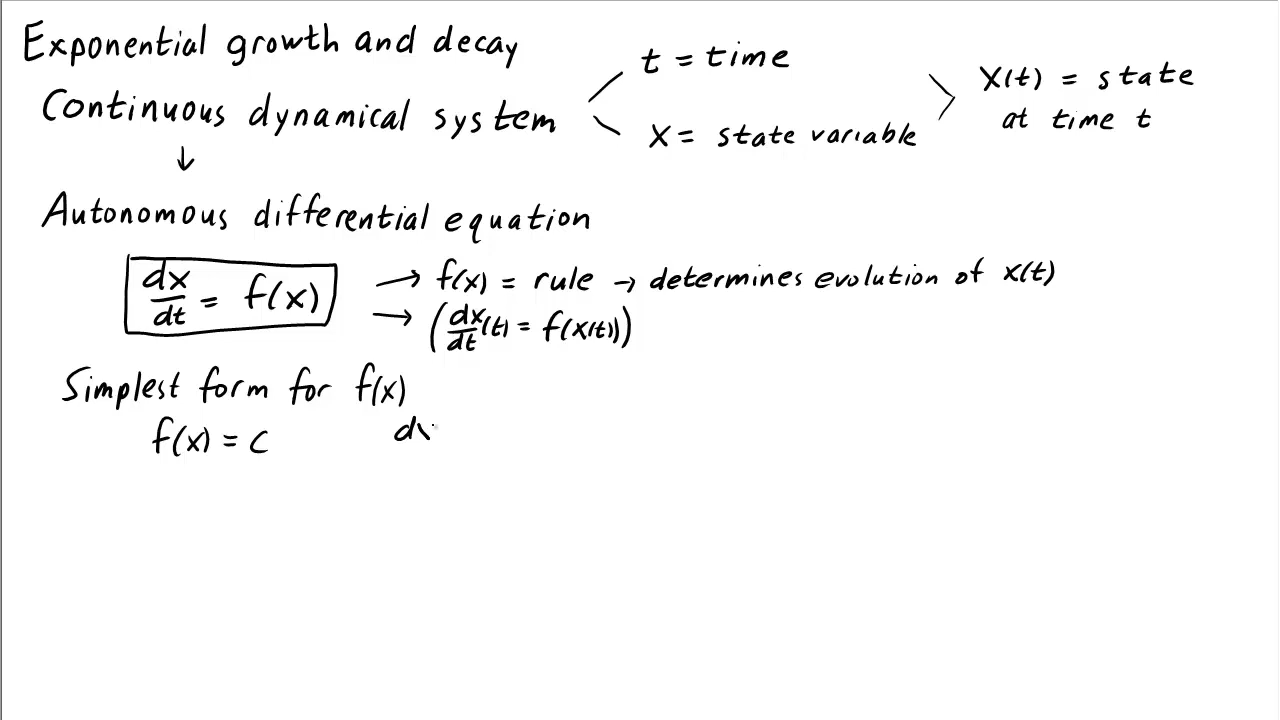 Exponential growth and decay
Continuous dynamical system
t = time
x = state variable
x(t) = state
at time t
↓
Autonomous differential equation
dx/dt = f(x)
→ f(x) = rule → determines evolution of x(t)
→ (dx/dt(t) = f(x(t)))
Simplest form for f(x)
f(x) = c